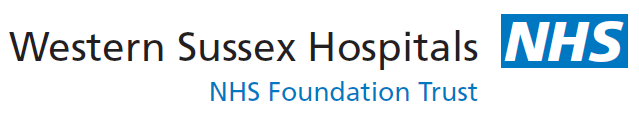 Western Sussex Hospitals NHS
NHS Foundation Trust